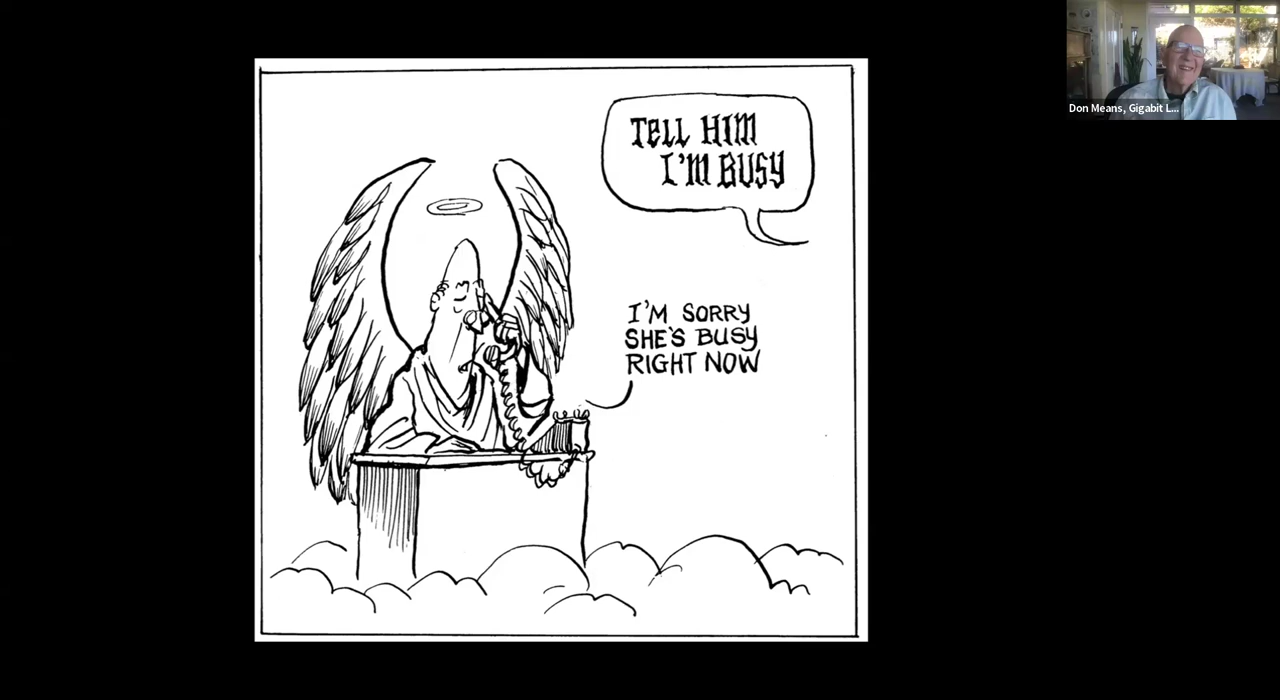 TELL HIM
I'M BUSY
I'M SORRY
SHE'S BUSY
RIGHT NOW
Don Means, Gigabit L...